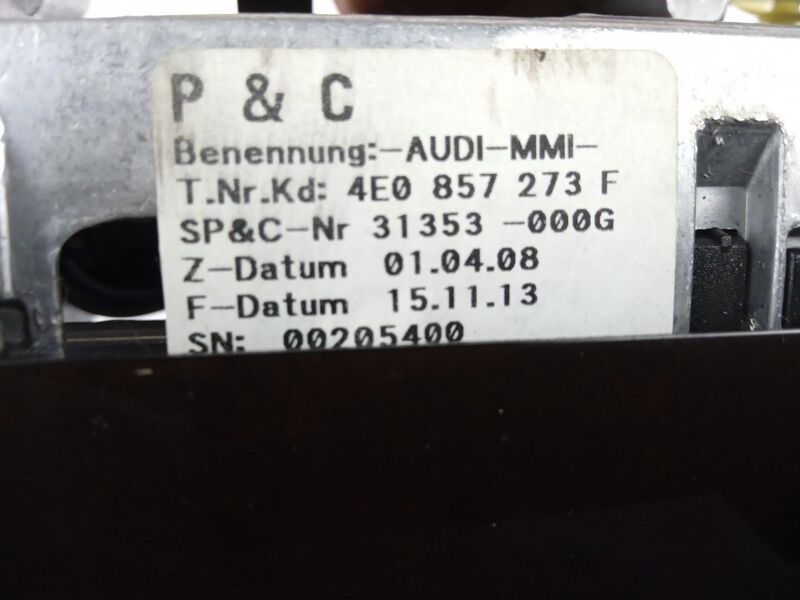 P & C
Benennung:-AUDI-MMI-
T.Nr.Kd: 4E0 857 273 F
SP&C-Nr 31353 -000G
Z-Datum 01.04.08
F-Datum 15.11.13
SN: 00205400